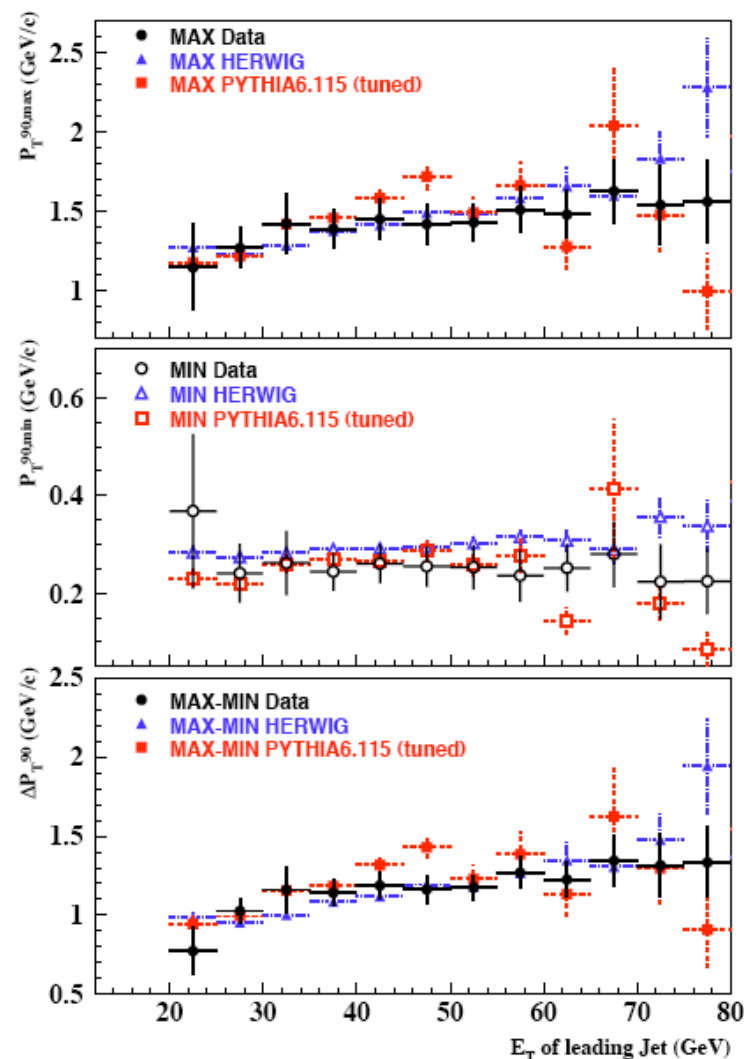 P_T^90,max (GeV/c)
2.5
2
1.5
1
MAX Data
MAX HERWIG
MAX PYTHIA6.115 (tuned)
P_T^90,min (GeV/c)
0.6
0.4
0.2
MIN Data
MIN HERWIG
MIN PYTHIA6.115 (tuned)
ΔP_T^90 (GeV/c)
2.5
2
1.5
1
0.5
MAX-MIN Data
MAX-MIN HERWIG
MAX-MIN PYTHIA6.115 (tuned)
20 30 40 50 60 70 80
E_T of leading Jet (GeV)